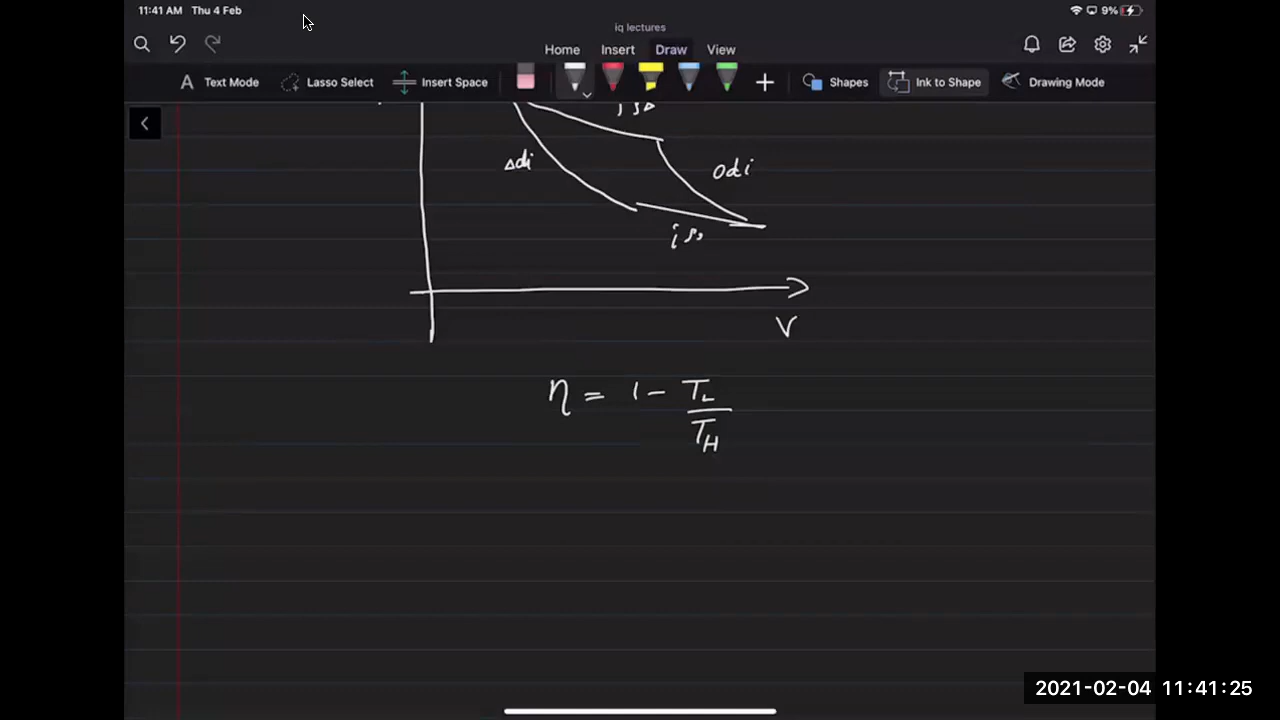 11:41 AM Thu 4 Feb
9%
iq lectures
Home Insert Draw View
Text Mode Lasso Select Insert Space Shapes Ink to Shape Drawing Mode
adi
adi
iso
V
η = 1 - T_L
T_H
2021-02-04 11:41:25